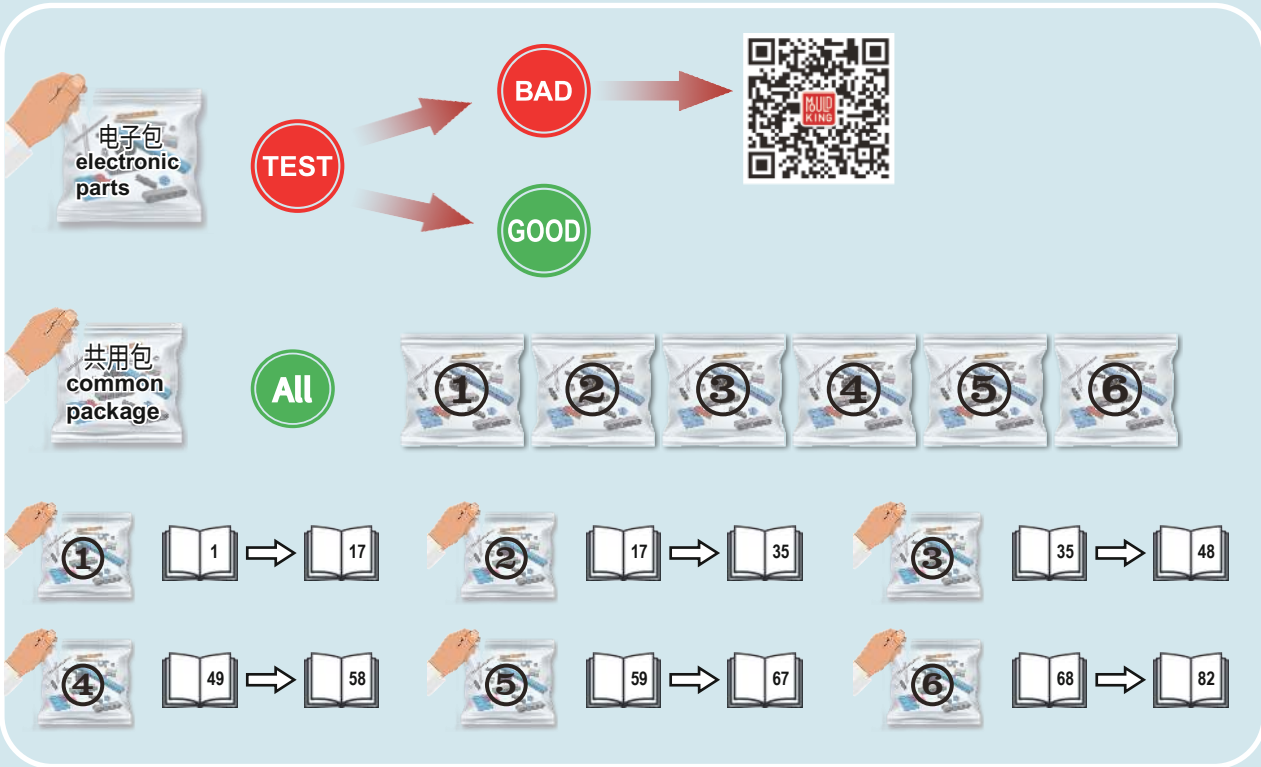 电子包
electronic
parts
TEST
BAD
GOOD
MOULD
KING
共用包
common
package
All
1 2 3 4 5 6
1 1 17
2 17 35
3 35 48
4 49 58
5 59 67
6 68 82